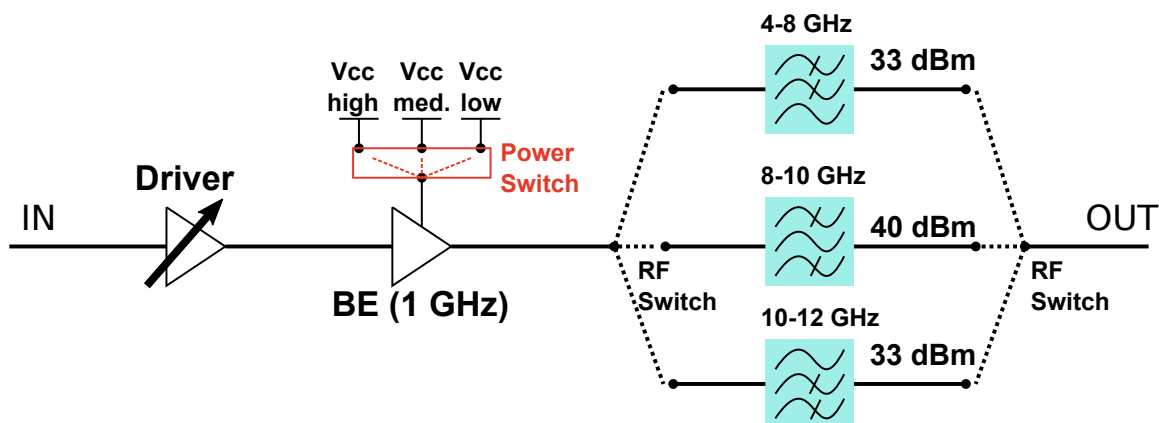 4-8 GHz
33 dBm
Vcc
high
Vcc
med.
Vcc
low
Power
Switch
Driver
IN
BE (1 GHz)
8-10 GHz
40 dBm
OUT
RF
Switch
RF
Switch
10-12 GHz
33 dBm